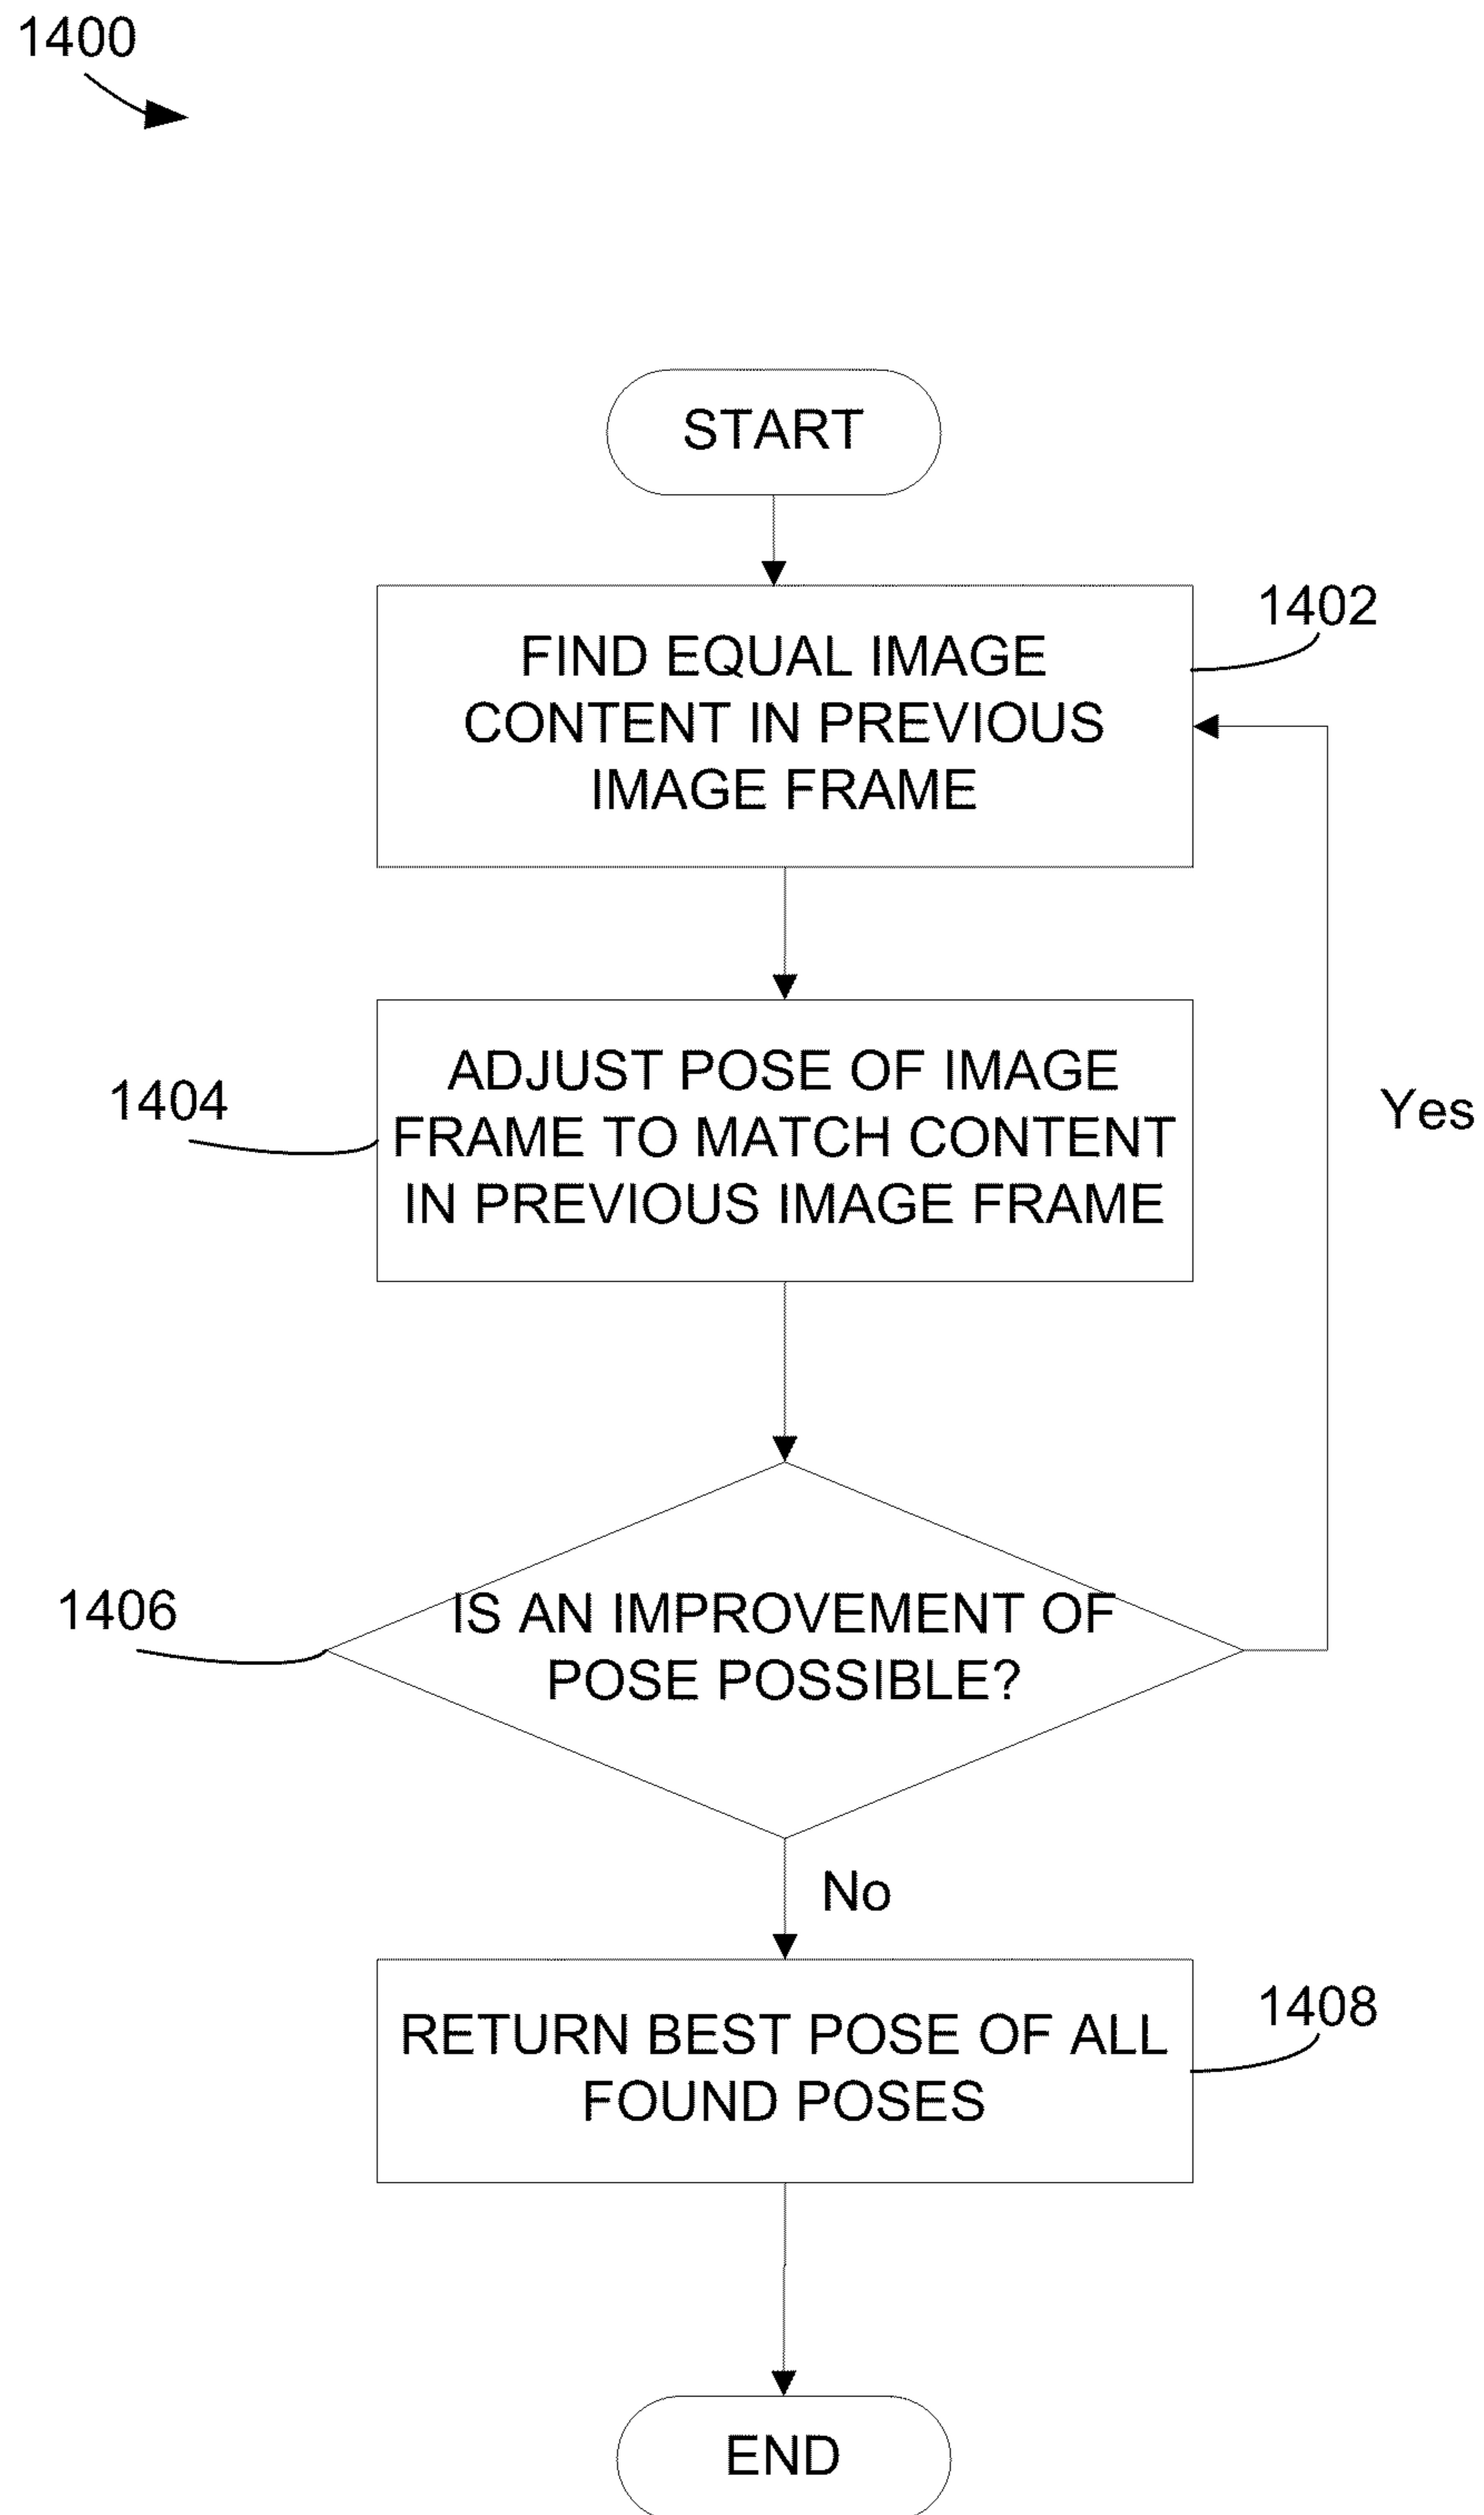 1400
START
FIND EQUAL IMAGE
CONTENT IN PREVIOUS
IMAGE FRAME
1402
ADJUST POSE OF IMAGE
FRAME TO MATCH CONTENT
IN PREVIOUS IMAGE FRAME
1404
Yes
IS AN IMPROVEMENT OF
POSE POSSIBLE?
1406
No
RETURN BEST POSE OF ALL
FOUND POSES
1408
END